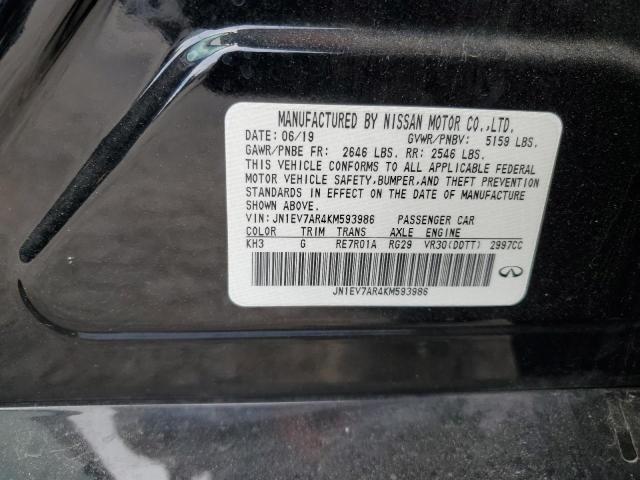 MANUFACTURED BY NISSAN MOTOR CO.,LTD.
DATE: 06/19 GVWR/PNBV: 5159 LBS.
GAWR/PNBE FR: 2646 LBS. RR: 2546 LBS.
THIS VEHICLE CONFORMS TO ALL APPLICABLE FEDERAL
MOTOR VEHICLE SAFETY,BUMPER,AND THEFT PREVENTION
STANDARDS IN EFFECT ON THE DATE OF MANUFACTURE
SHOWN ABOVE.
VIN: JN1EV7AR4KM593986 PASSENGER CAR
COLOR TRIM TRANS AXLE ENGINE
KH3 G RE7R01A RG29 VR30(DDTT) 2997CC
JN1EV7AR4KM593986